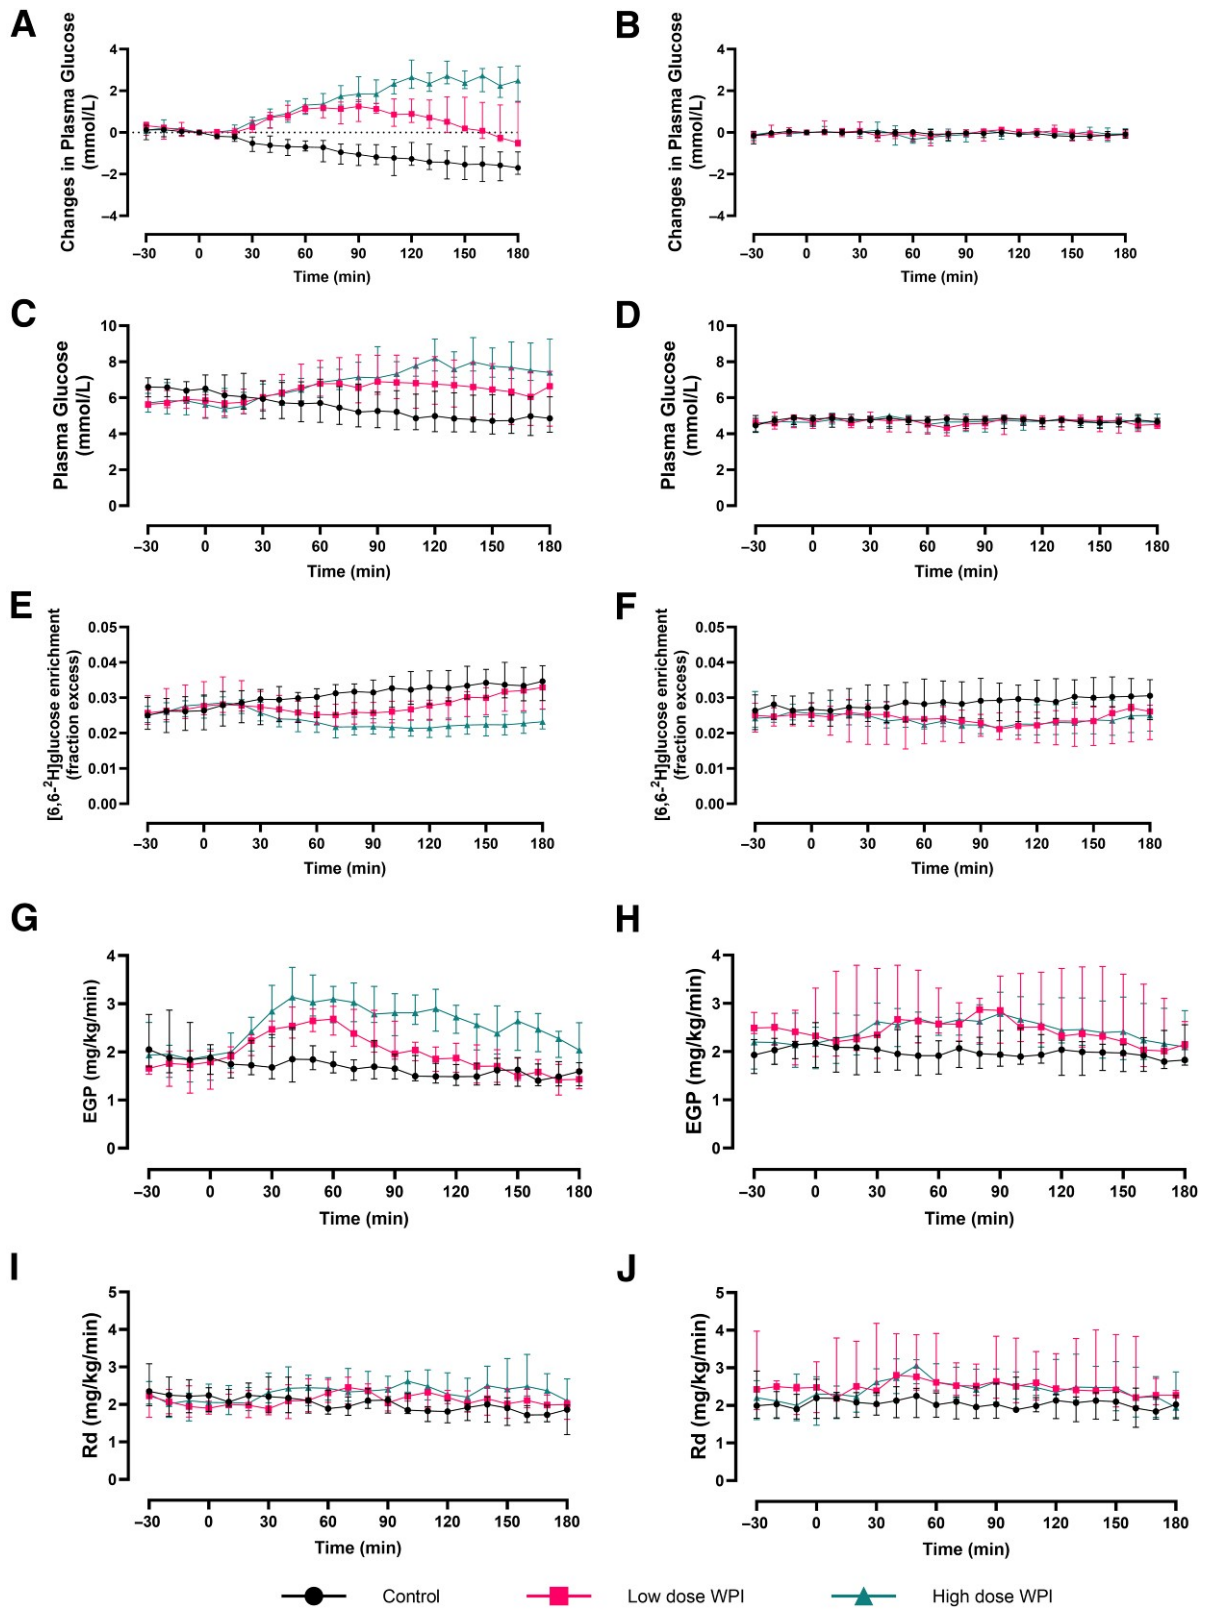 A
Changes in Plasma Glucose
(mmol/L)
4
2
0
–2
–4
–30 0 30 60 90 120 150 180
Time (min)
B
Changes in Plasma Glucose
(mmol/L)
4
2
0
–2
–4
–30 0 30 60 90 120 150 180
Time (min)
C
Plasma Glucose
(mmol/L)
10
8
6
4
2
0
–30 0 30 60 90 120 150 180
Time (min)
D
Plasma Glucose
(mmol/L)
10
8
6
4
2
0
–30 0 30 60 90 120 150 180
Time (min)
E
[6,6-²H]glucose enrichment
(fraction excess)
0.05
0.04
0.03
0.02
0.01
0.00
–30 0 30 60 90 120 150 180
Time (min)
F
[6,6-²H]glucose enrichment
(fraction excess)
0.05
0.04
0.03
0.02
0.01
0.00
–30 0 30 60 90 120 150 180
Time (min)
G
EGP (mg/kg/min)
4
3
2
1
0
–30 0 30 60 90 120 150 180
Time (min)
H
EGP (mg/kg/min)
4
3
2
1
0
–30 0 30 60 90 120 150 180
Time (min)
I
Rd (mg/kg/min)
5
4
3
2
1
0
–30 0 30 60 90 120 150 180
Time (min)
J
Rd (mg/kg/min)
5
4
3
2
1
0
–30 0 30 60 90 120 150 180
Time (min)
Control Low dose WPI High dose WPI